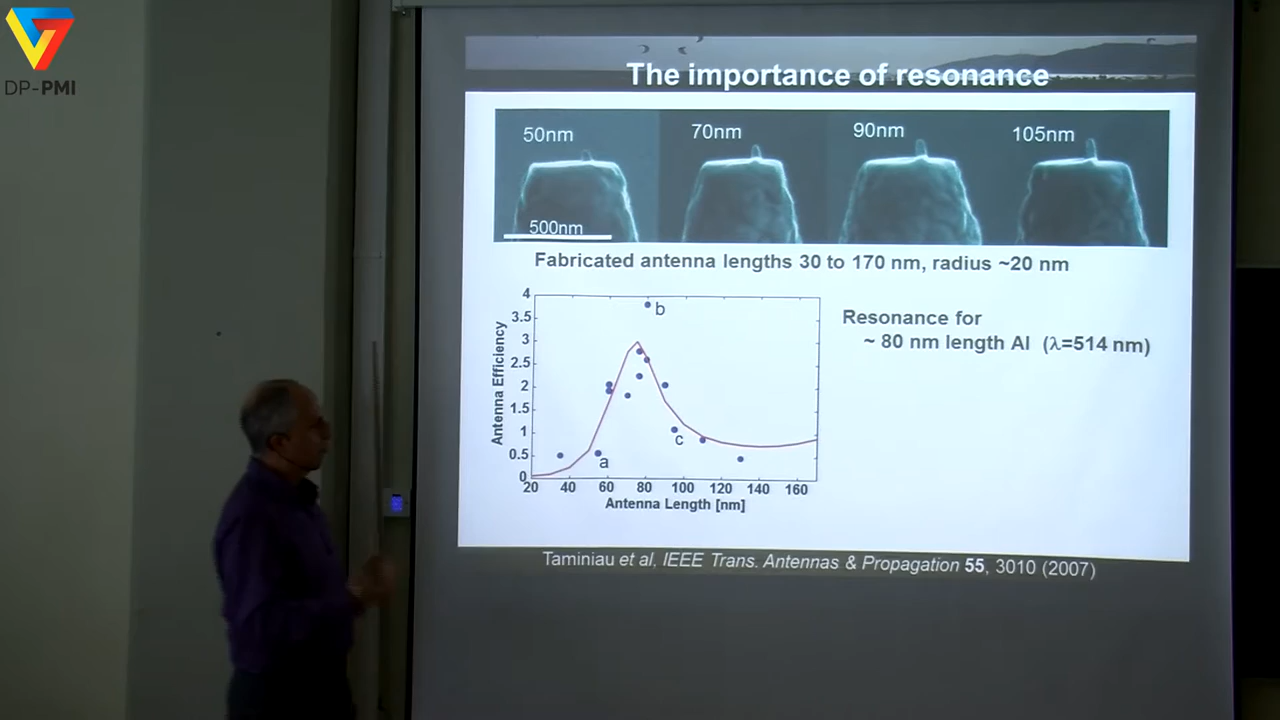 DP-PMI
The importance of resonance
50nm
70nm
90nm
105nm
500nm
Fabricated antenna lengths 30 to 170 nm, radius ~20 nm
Resonance for
~ 80 nm length Al (λ=514 nm)
Antenna Efficiency
4
3.5
3
2.5
2
1.5
1
0.5
0
b
c
a
20 40 60 80 100 120 140 160
Antenna Length [nm]
Taminiau et al, IEEE Trans. Antennas & Propagation 55, 3010 (2007)